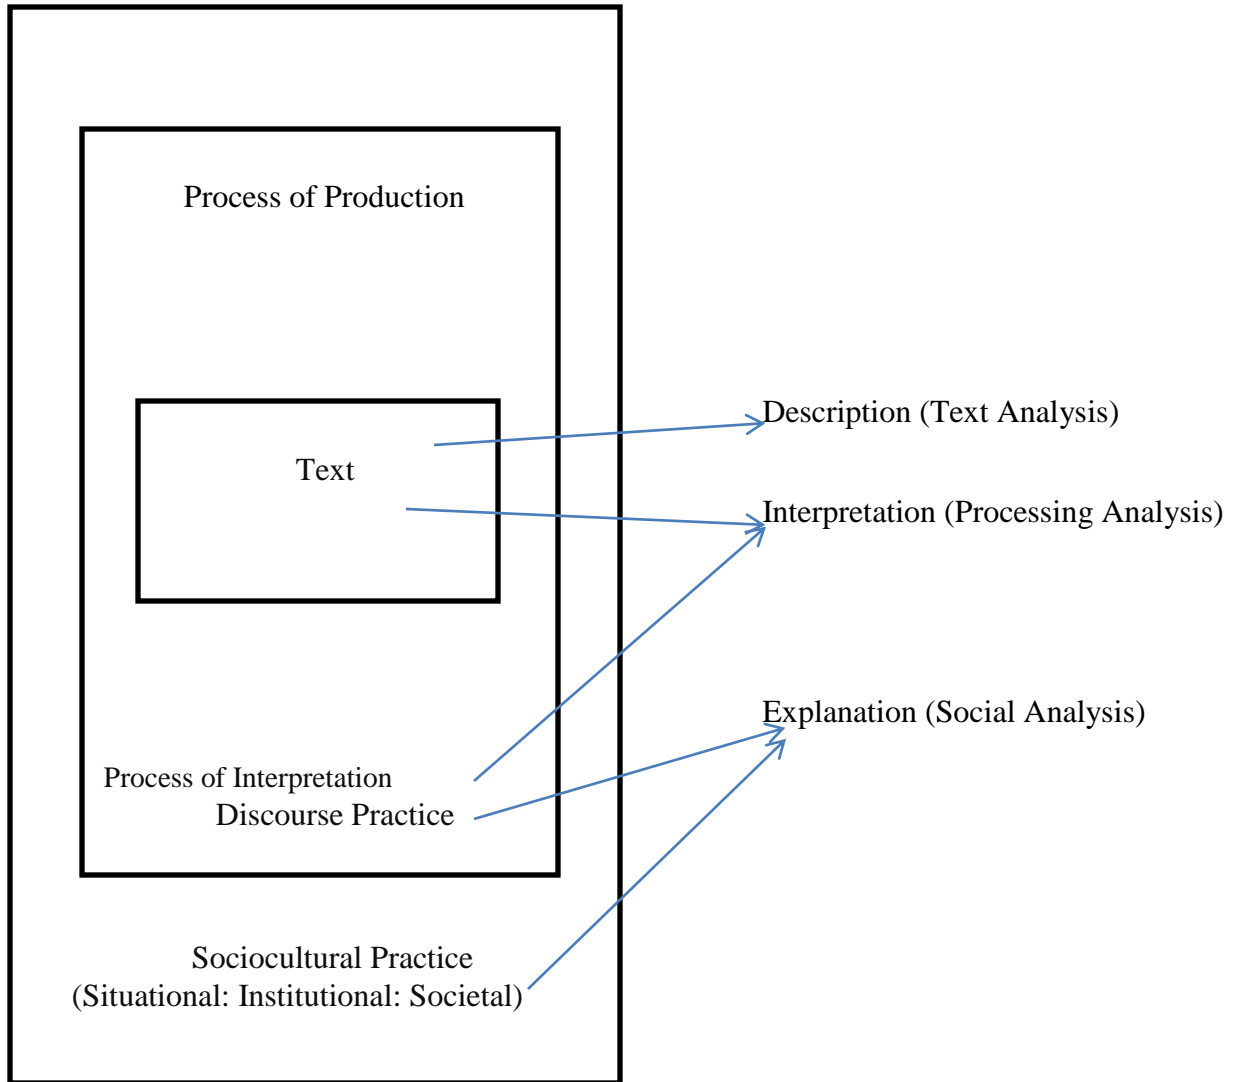 Process of Production
Description (Text Analysis)
Text
Interpretation (Processing Analysis)
Explanation (Social Analysis)
Process of Interpretation
Discourse Practice
Sociocultural Practice
(Situational: Institutional: Societal)